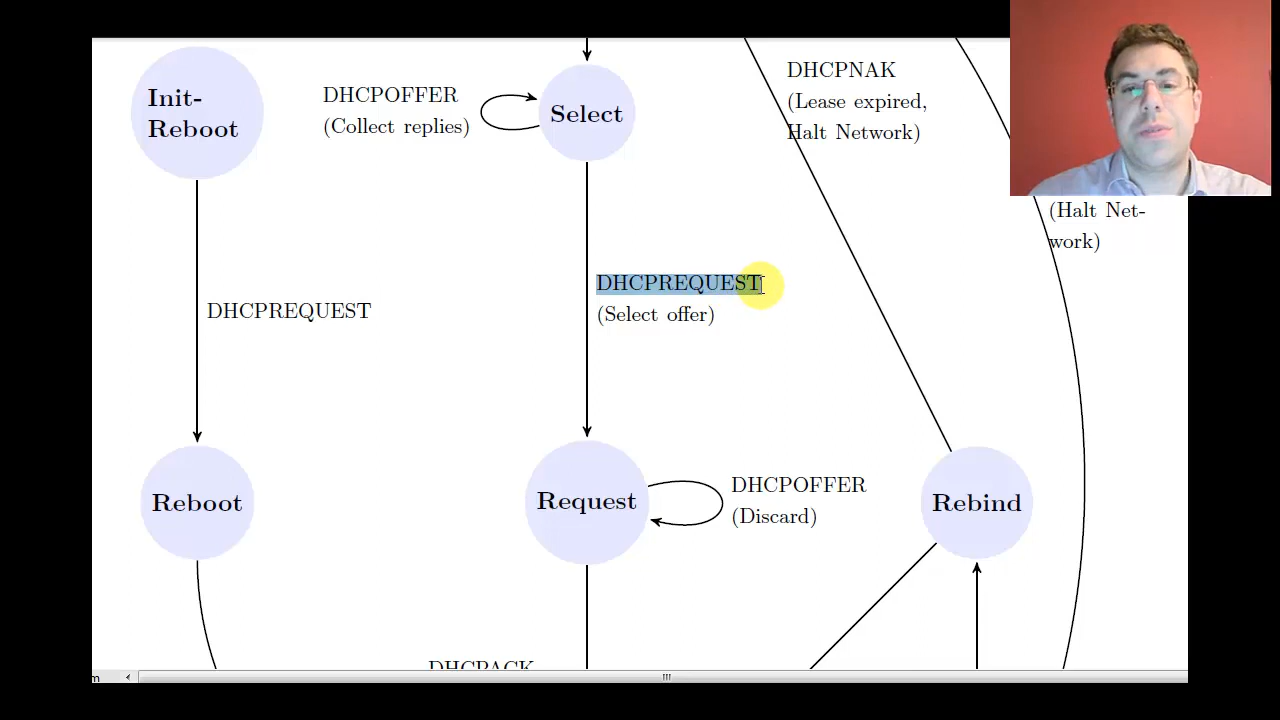 Init-
Reboot
DHCPOFFER
(Collect replies)
Select
DHCPNAK
(Lease expired,
Halt Network)
(Halt Net-
work)
DHCPREQUEST
(Select offer)
DHCPREQUEST
Reboot
Request
DHCPOFFER
(Discard)
Rebind
DHCPACK
m